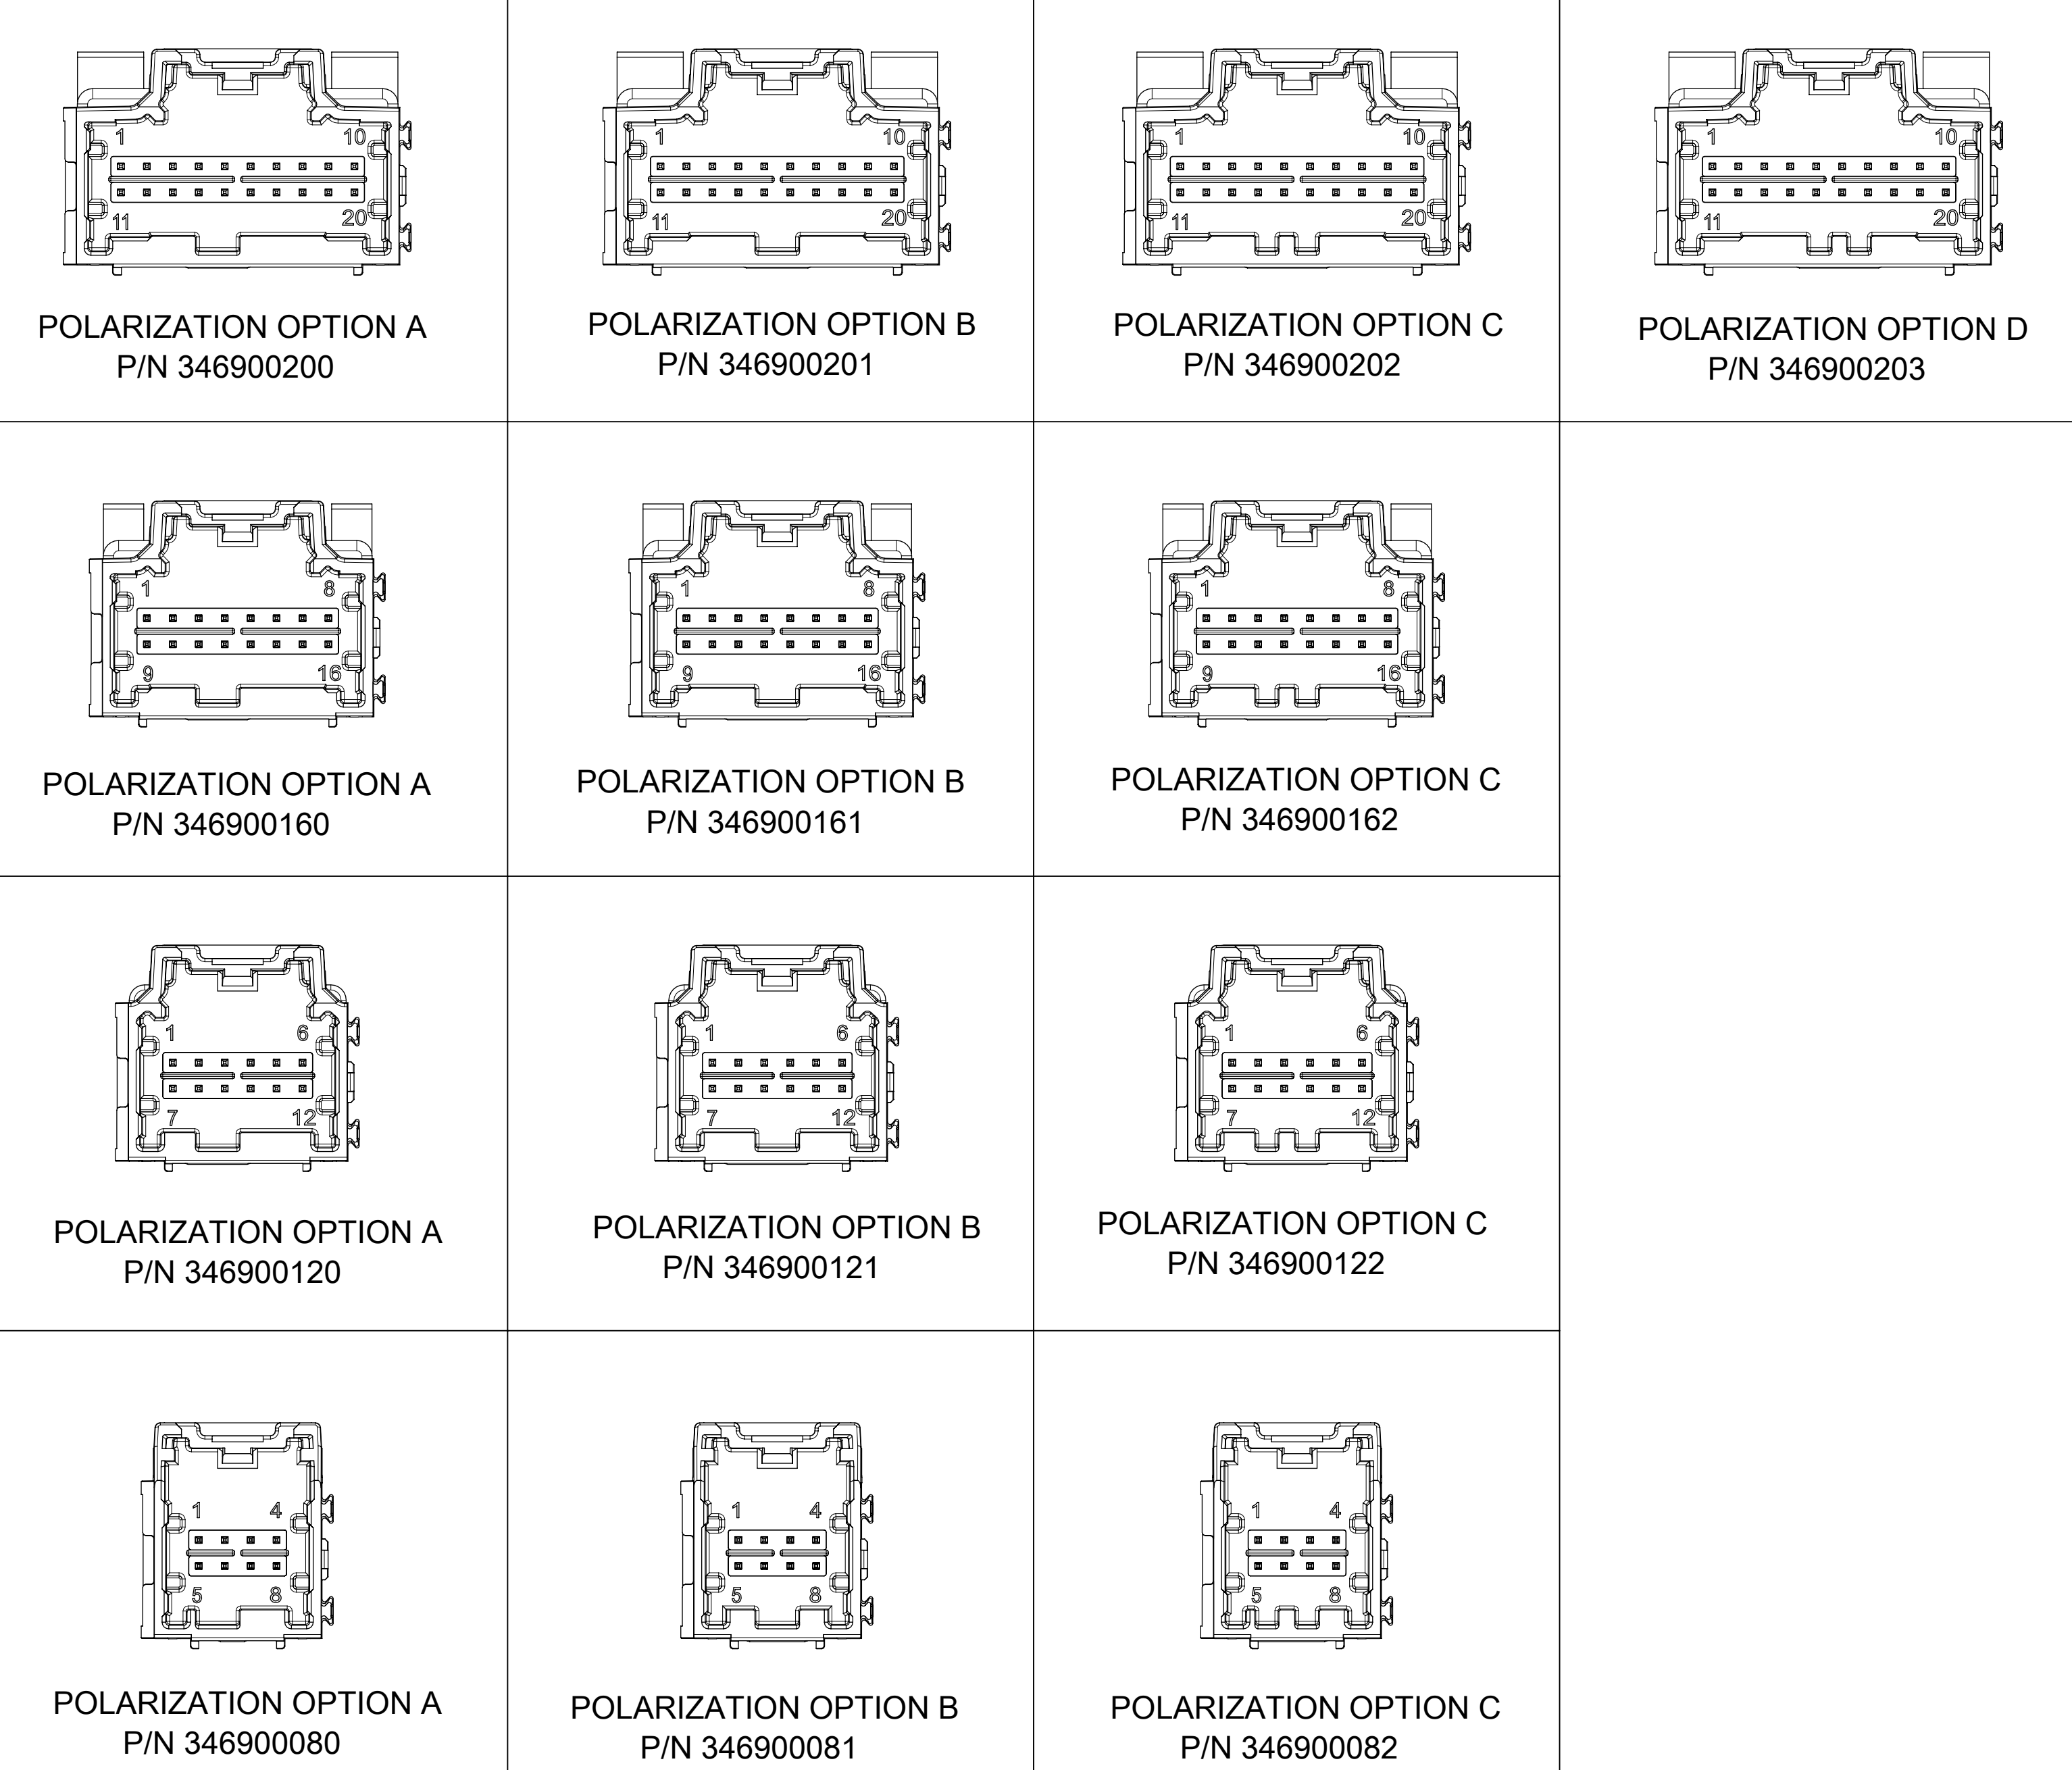 1 10
11 20
POLARIZATION OPTION A
P/N 346900200
1 10
11 20
POLARIZATION OPTION B
P/N 346900201
1 10
11 20
POLARIZATION OPTION C
P/N 346900202
1 10
11 20
POLARIZATION OPTION D
P/N 346900203
1 8
9 16
POLARIZATION OPTION A
P/N 346900160
1 8
9 16
POLARIZATION OPTION B
P/N 346900161
1 8
9 16
POLARIZATION OPTION C
P/N 346900162
1 6
7 12
POLARIZATION OPTION A
P/N 346900120
1 6
7 12
POLARIZATION OPTION B
P/N 346900121
1 6
7 12
POLARIZATION OPTION C
P/N 346900122
1 4
5 8
POLARIZATION OPTION A
P/N 346900080
1 4
5 8
POLARIZATION OPTION B
P/N 346900081
1 4
5 8
POLARIZATION OPTION C
P/N 346900082